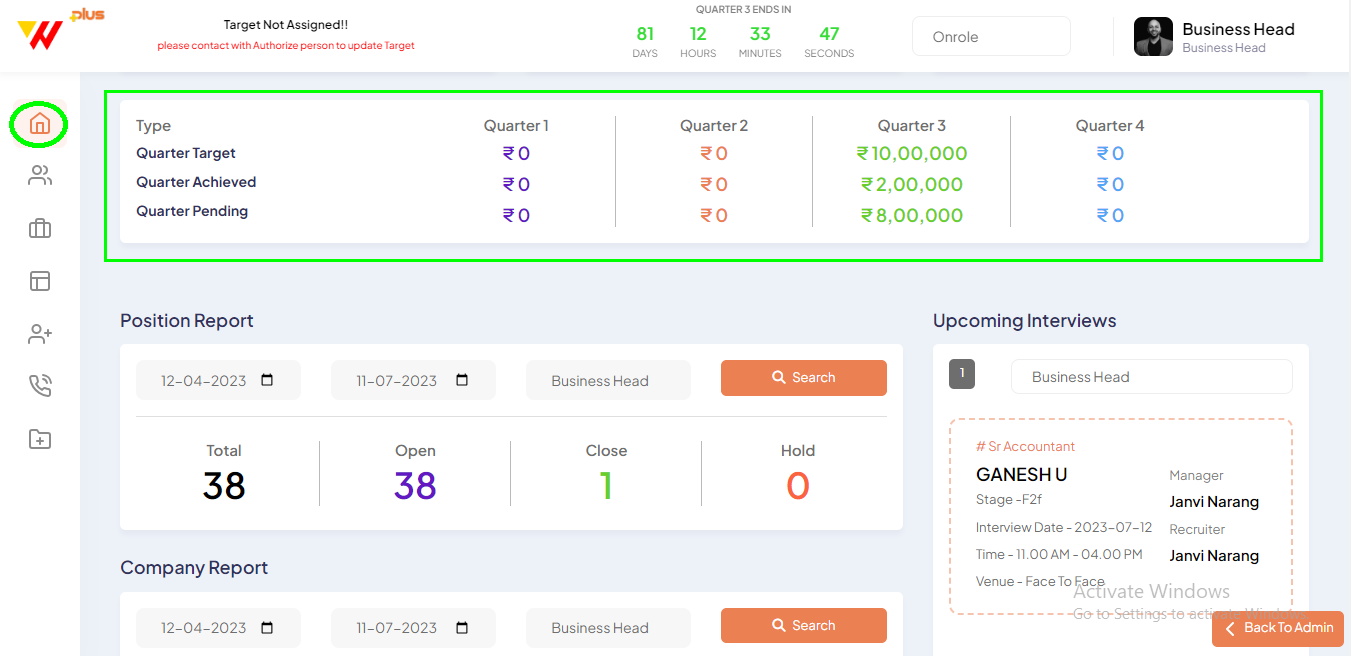 plus
Target Not Assigned!!
please contact with Authorize person to update Target
QUARTER 3 ENDS IN
81 12 33 47
DAYS HOURS MINUTES SECONDS
Onrole
Business Head
Business Head
Type Quarter 1 Quarter 2 Quarter 3 Quarter 4
Quarter Target ₹ 0 ₹ 0 ₹ 10,00,000 ₹ 0
Quarter Achieved ₹ 0 ₹ 0 ₹ 2,00,000 ₹ 0
Quarter Pending ₹ 0 ₹ 0 ₹ 8,00,000 ₹ 0
Position Report
12-04-2023 11-07-2023 Business Head Search
Total Open Close Hold
38 38 1 0
Company Report
12-04-2023 11-07-2023 Business Head Search
Upcoming Interviews
1 Business Head
# Sr Accountant
GANESH U
Stage -F2f
Interview Date - 2023-07-12
Time - 11.00 AM - 04.00 PM
Venue - Face To Face
Manager
Janvi Narang
Recruiter
Janvi Narang
Activate Windows
Go to Settings to activate Windows.
Back To Admin